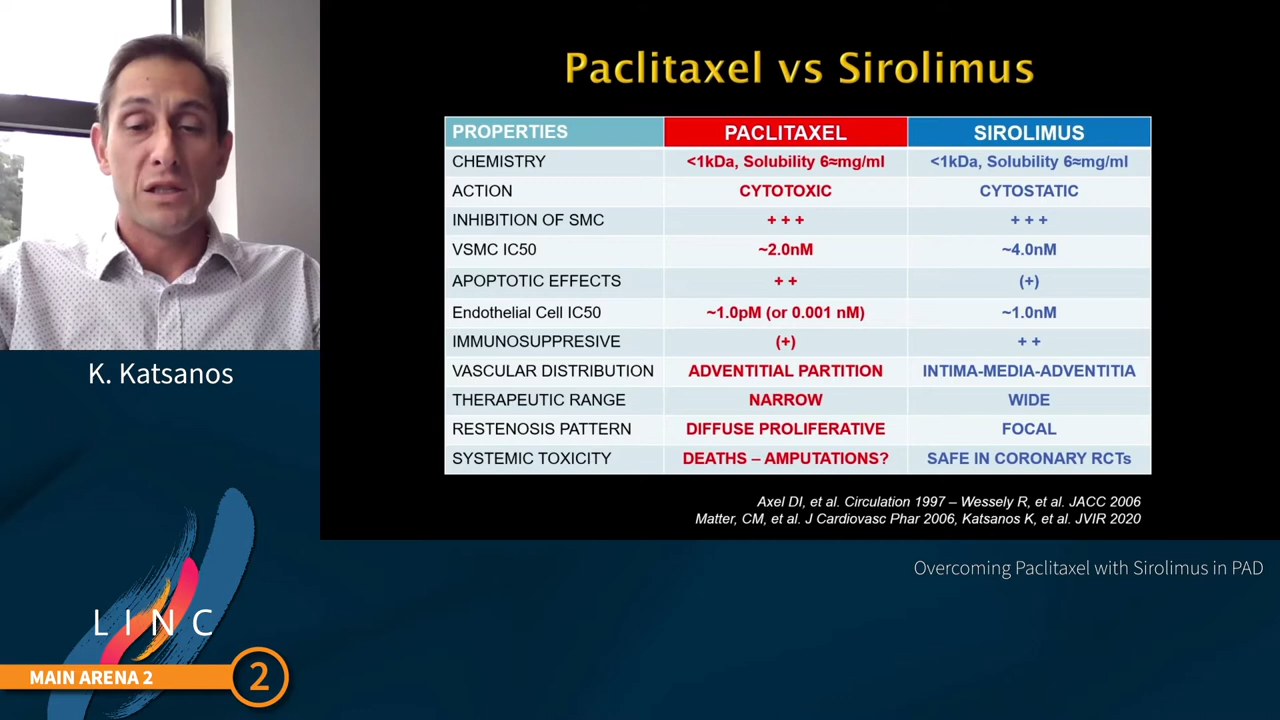 Paclitaxel vs Sirolimus
PROPERTIES PACLITAXEL SIROLIMUS
CHEMISTRY <1kDa, Solubility 6≈mg/ml <1kDa, Solubility 6≈mg/ml
ACTION CYTOTOXIC CYTOSTATIC
INHIBITION OF SMC + + + + + +
VSMC IC50 ~2.0nM ~4.0nM
APOPTOTIC EFFECTS + + (+)
Endothelial Cell IC50 ~1.0pM (or 0.001 nM) ~1.0nM
IMMUNOSUPPRESIVE (+) + +
VASCULAR DISTRIBUTION ADVENTITIAL PARTITION INTIMA-MEDIA-ADVENTITIA
THERAPEUTIC RANGE NARROW WIDE
RESTENOSIS PATTERN DIFFUSE PROLIFERATIVE FOCAL
SYSTEMIC TOXICITY DEATHS – AMPUTATIONS? SAFE IN CORONARY RCTs
Axel DI, et al. Circulation 1997 – Wessely R, et al. JACC 2006
Matter, CM, et al. J Cardiovasc Phar 2006, Katsanos K, et al. JVIR 2020
K. Katsanos
Overcoming Paclitaxel with Sirolimus in PAD
LINC
MAIN ARENA 2
2